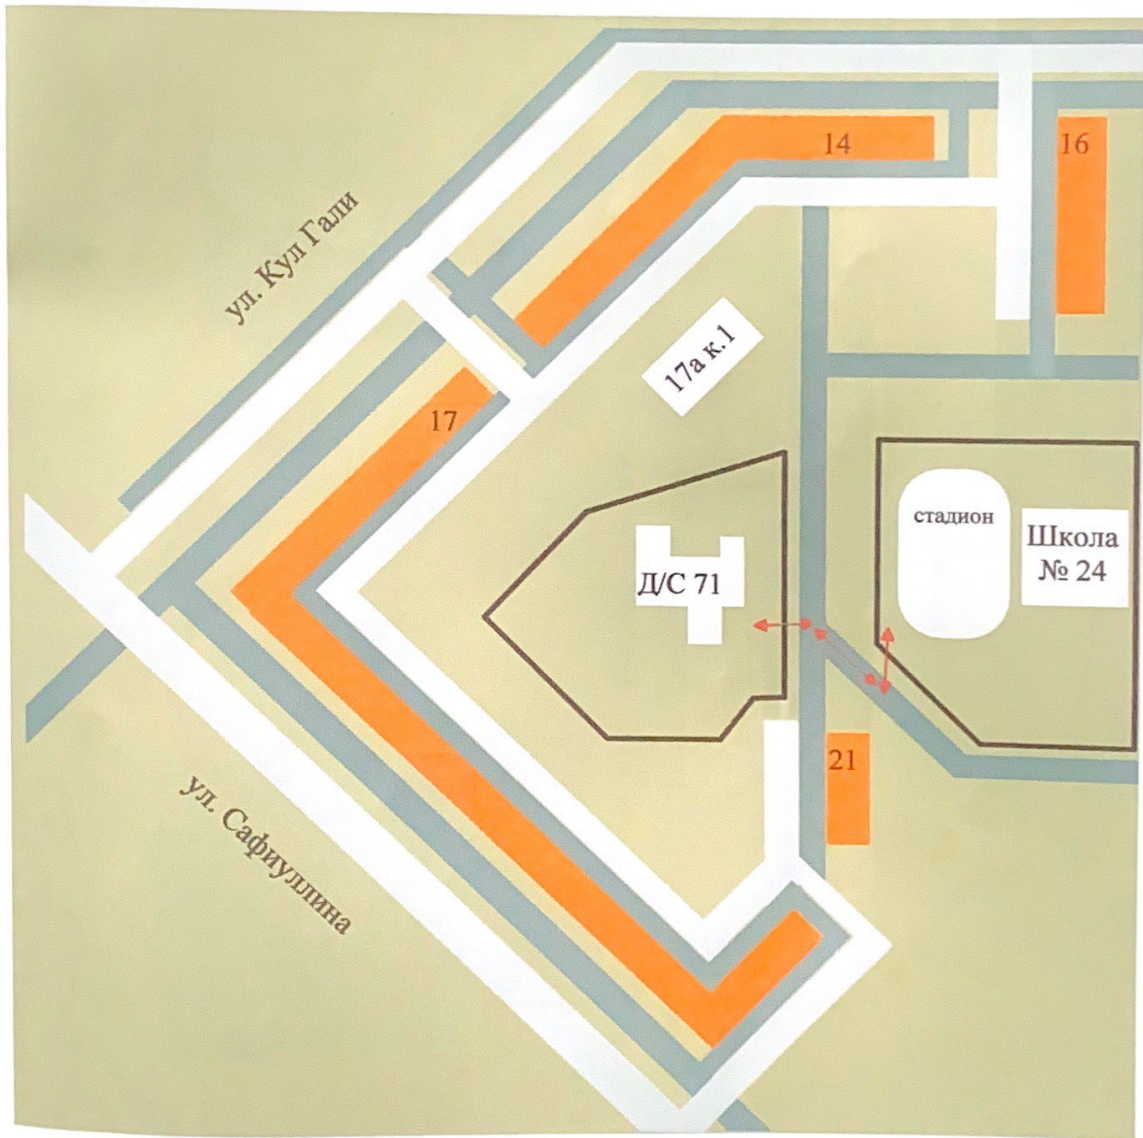 14
16
ул. Кул Гали
17а к.1
17
стадион
Школа
№ 24
Д/С 71
21
ул. Сафиуллина